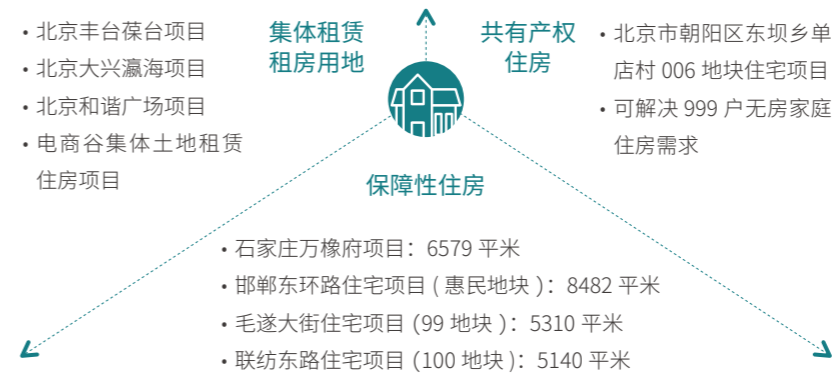 集体租赁
租房用地
• 北京丰台葆台项目
• 北京大兴瀛海项目
• 北京和谐广场项目
• 电商谷集体土地租赁
住房项目
共有产权
住房
• 北京市朝阳区东坝乡单
店村 006 地块住宅项目
• 可解决 999 户无房家庭
住房需求
保障性住房
• 石家庄万橡府项目：6579 平米
• 邯郸东环路住宅项目 ( 惠民地块 )：8482 平米
• 毛遂大街住宅项目 (99 地块 )：5310 平米
• 联纺东路住宅项目 (100 地块 )：5140 平米